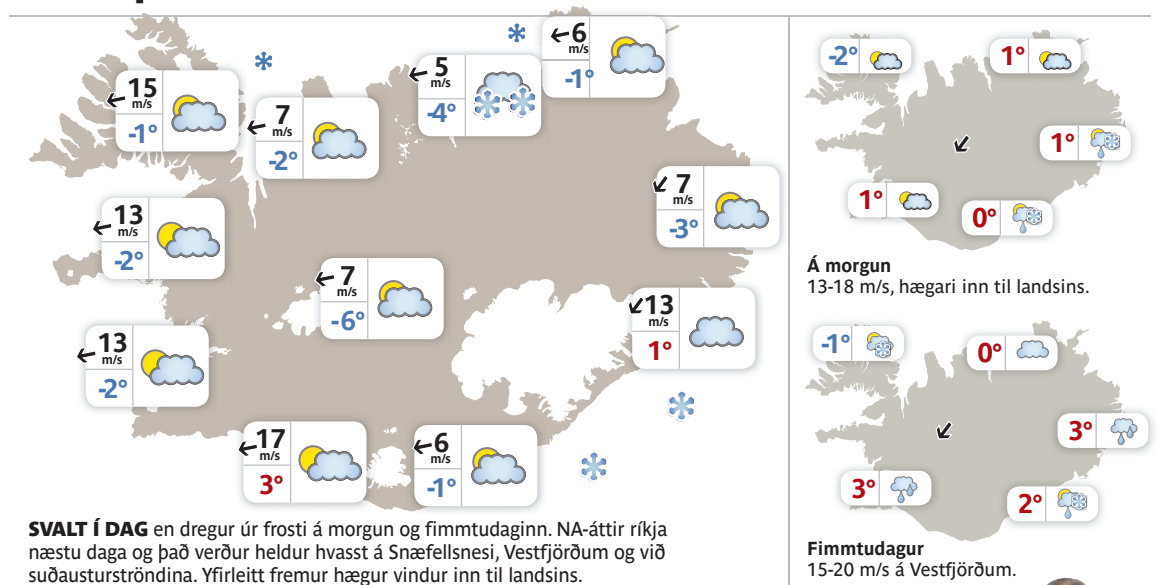 15
m/s
-1°
7
m/s
-2°
5
m/s
-4°
6
m/s
-1°
13
m/s
-2°
7
m/s
-3°
7
m/s
-6°
13
m/s
1°
13
m/s
-2°
17
m/s
3°
6
m/s
-1°
SVALT Í DAG en dregur úr frosti á morgun og fimmtudaginn. NA-áttir ríkja
næstu daga og það verður heldur hvasst á Snæfellsnesi, Vestfjörðum og við
suðausturströndina. Yfirleitt fremur hægur vindur inn til landsins.
-2°
1°
1°
1°
0°
Á morgun
13-18 m/s, hægari inn til landsins.
-1°
0°
3°
3°
2°
Fimmtudagur
15-20 m/s á Vestfjörðum.